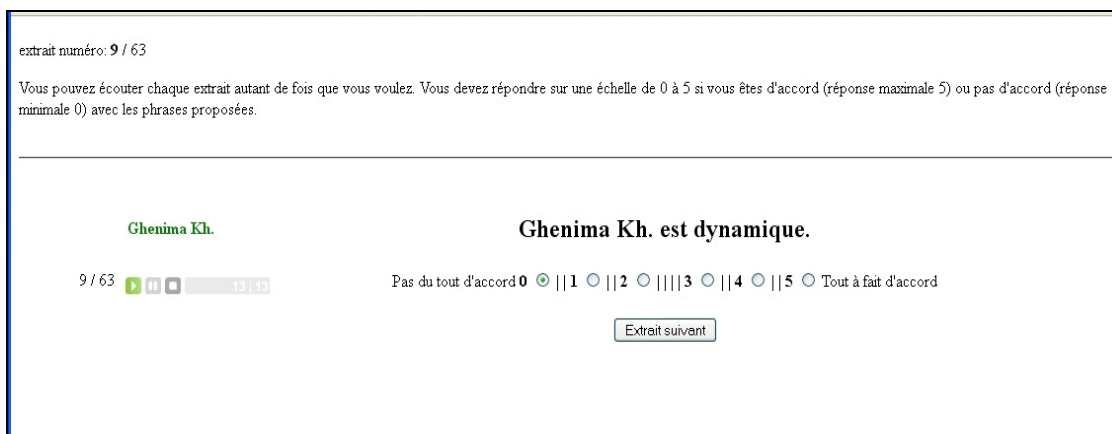 extrait numéro: 9 / 63
Vous pouvez écouter chaque extrait autant de fois que vous voulez. Vous devez répondre sur une échelle de 0 à 5 si vous êtes d'accord (réponse maximale 5) ou pas d'accord (réponse
minimale 0) avec les phrases proposées.
Ghenima Kh.
Ghenima Kh. est dynamique.
9 / 63
13 | 13
Pas du tout d'accord 0 || 1 || 2 |||| 3 || 4 || 5 Tout à fait d'accord
Extrait suivant